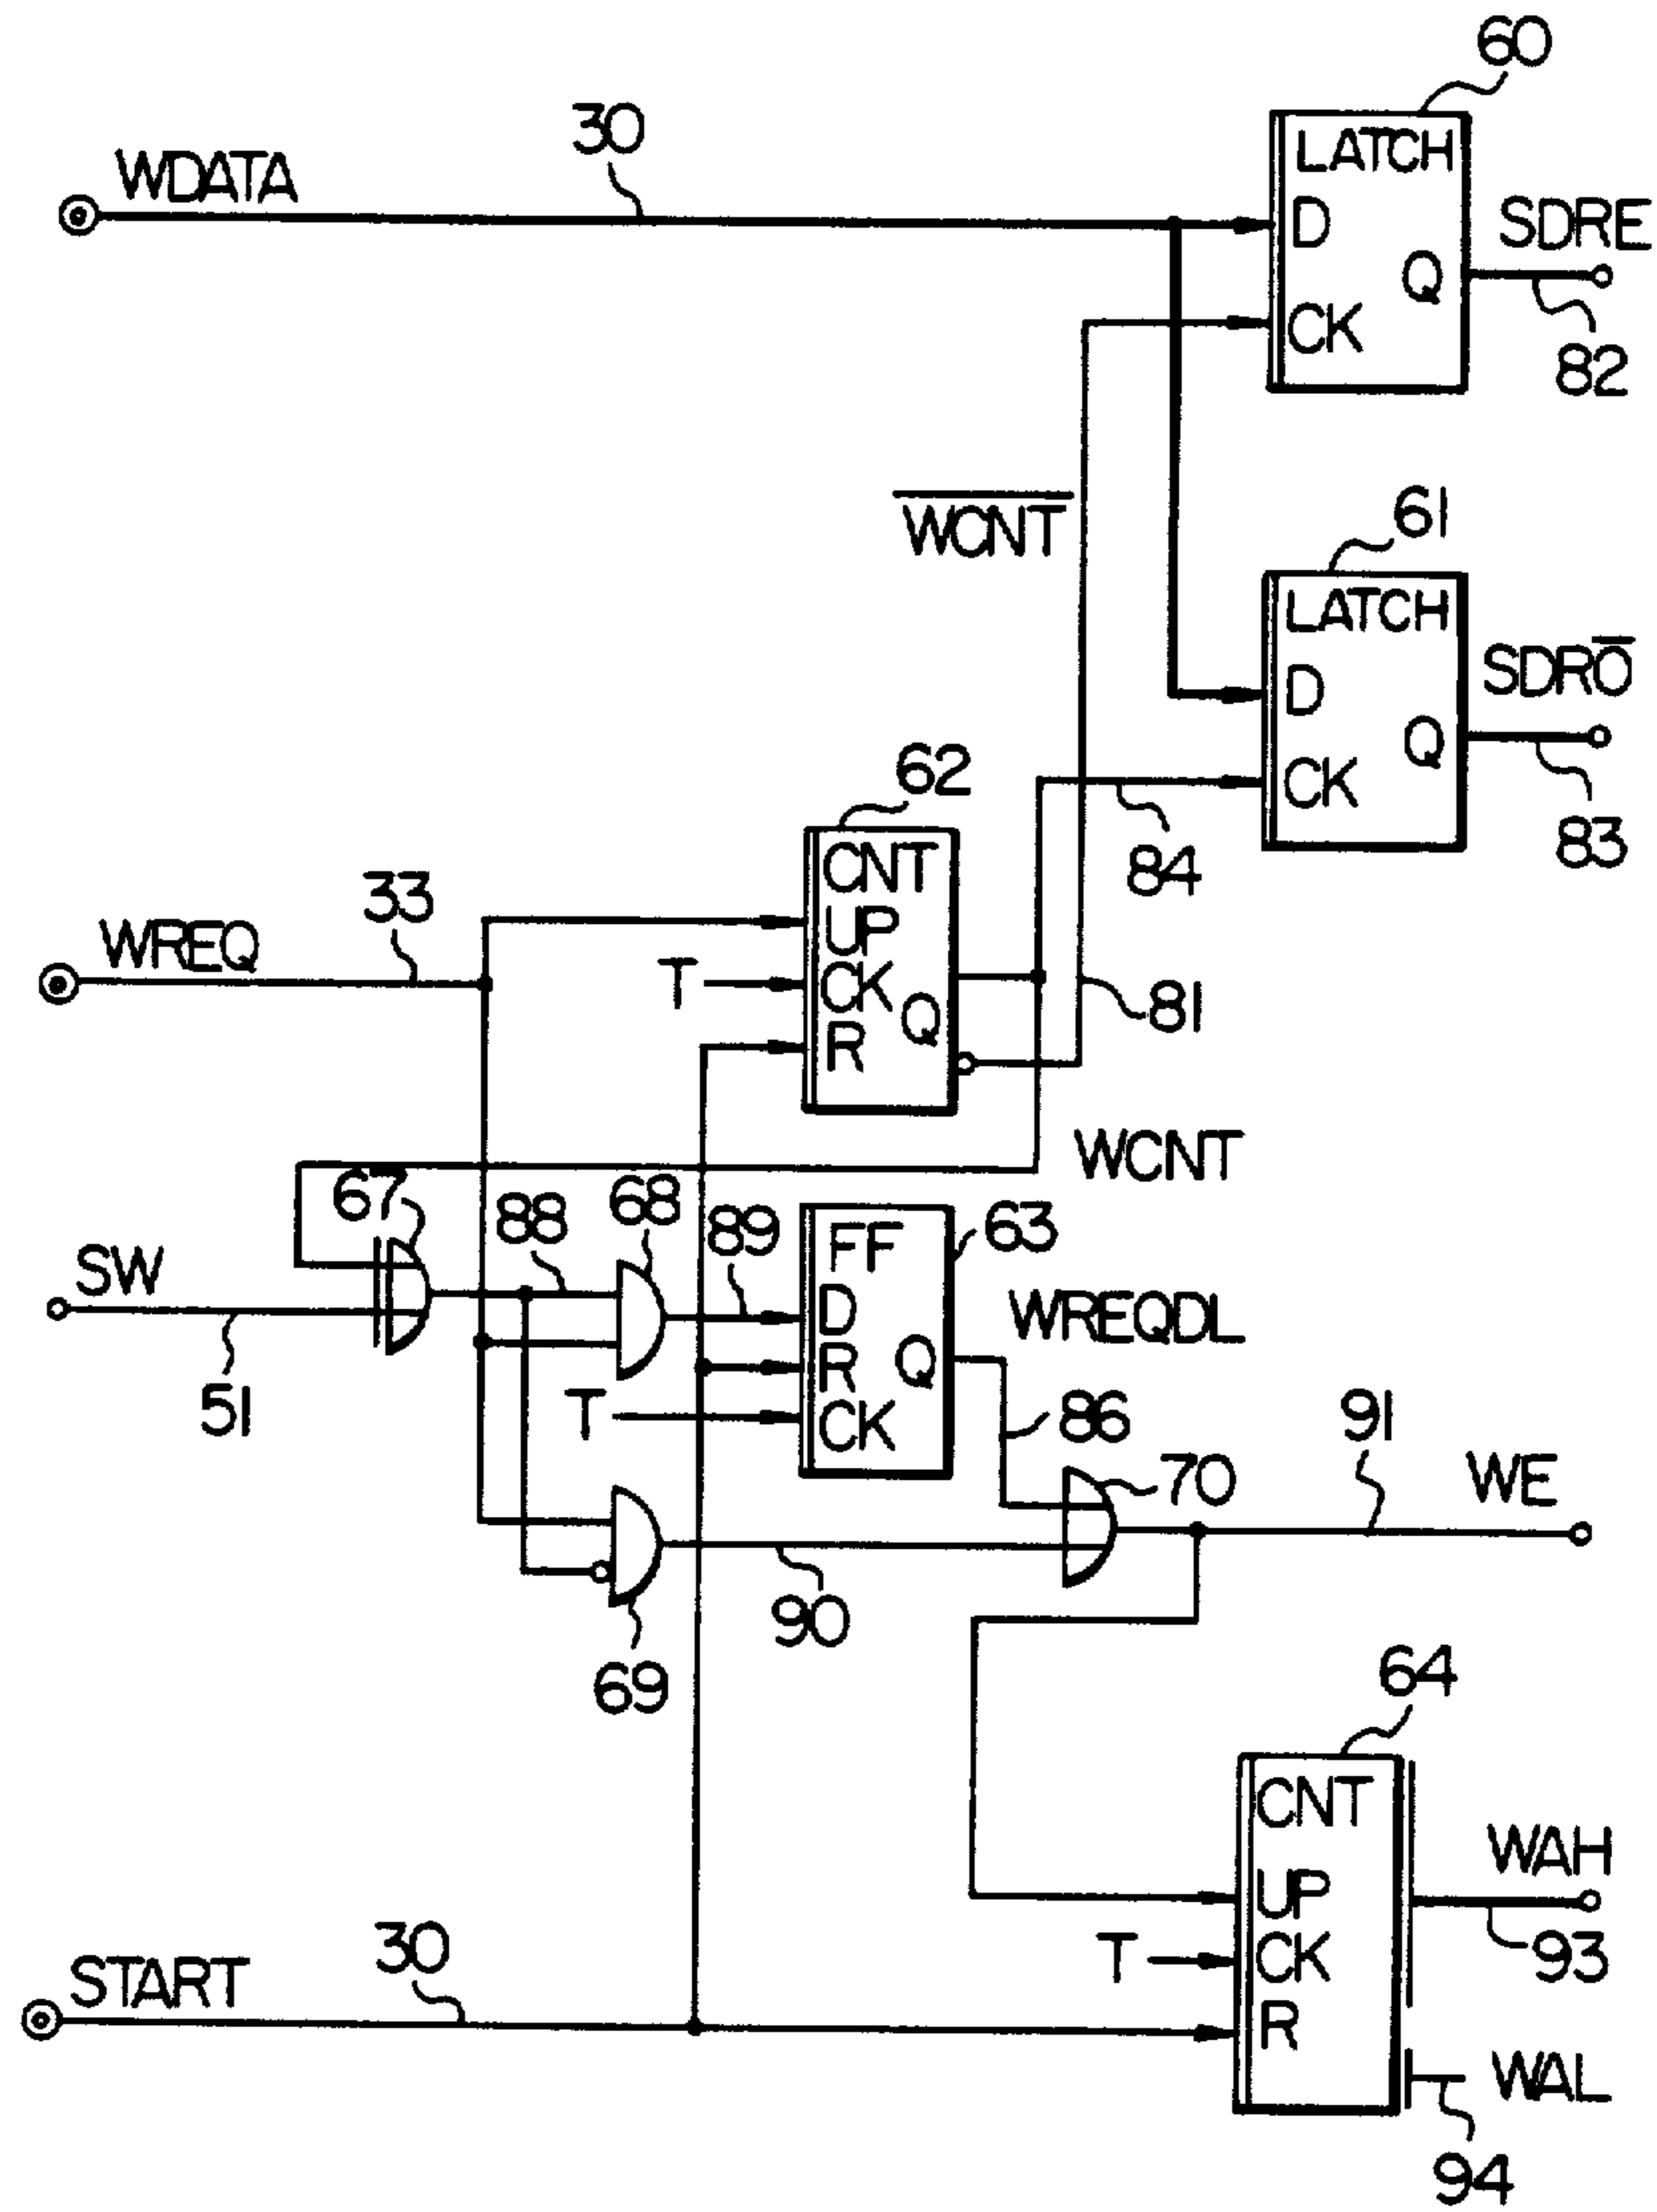 60
WDATA
30
LATCH
D
Q
CK
SDRE
82
W̅C̅N̅T̅
61
LATCH
D
Q
CK
SDRO̅
83
84
62
CNT
UP
CK
Q
R
T
33
WREQ
81
WCNT
67
88
68
89
SW
51
63
FF
D
R
Q
CK
T
WREQDL
86
70
91
WE
90
69
64
CNT
UP
CK
R
T
WAH
93
WAL
94
START
30